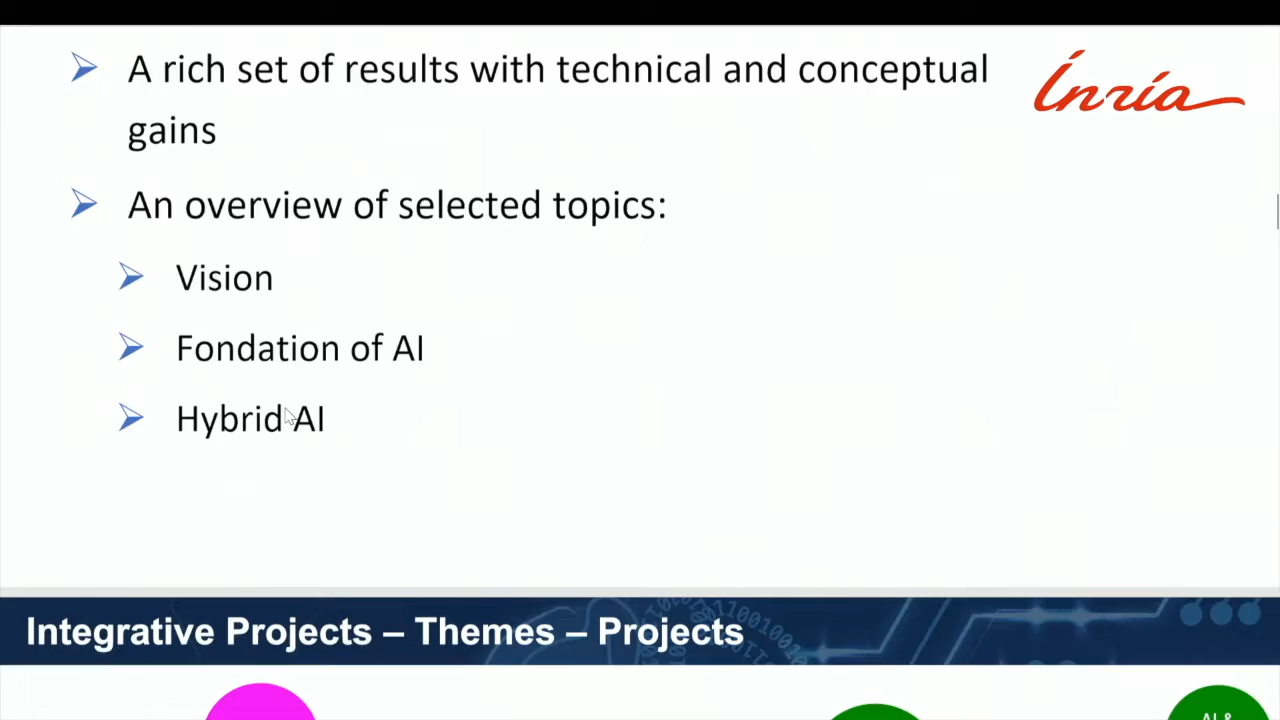 A rich set of results with technical and conceptual
gains
Inria
An overview of selected topics:
Vision
Fondation of AI
Hybrid AI
Integrative Projects – Themes – Projects
AI &